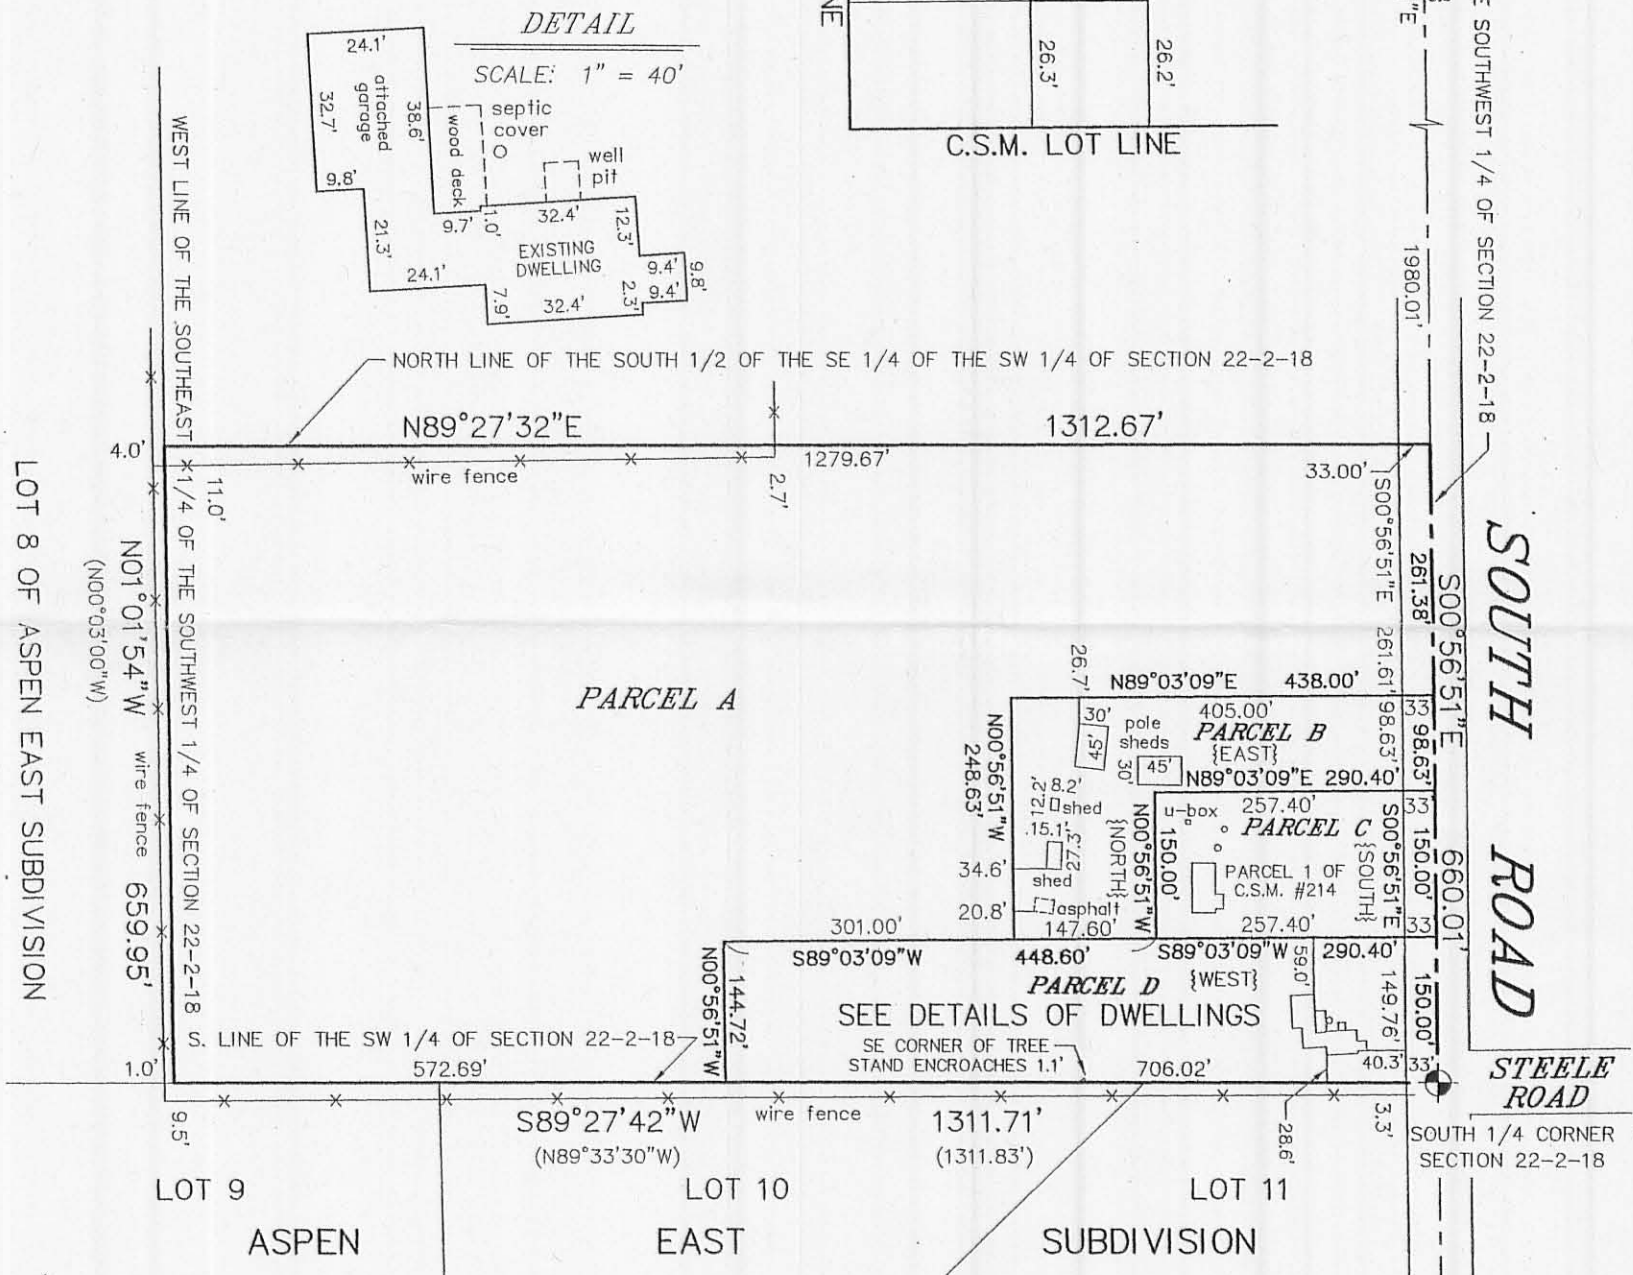 DETAIL
SCALE: 1" = 40'
24.1'
attached
garage
32.7'
38.6'
wood deck
septic
cover
well
pit
9.8'
21.3'
9.7'
1.0'
32.4'
12.3'
EXISTING
DWELLING
24.1'
7.9'
32.4'
2.3'
9.4'
9.4'
9.8'
NE
26.3'
26.2'
C.S.M. LOT LINE
"E
E SOUTHWEST 1/4 OF SECTION 22-2-18
1980.01'
WEST LINE OF THE SOUTHEAST 1/4 OF THE SOUTHWEST 1/4 OF SECTION 22-2-18
NORTH LINE OF THE SOUTH 1/2 OF THE SE 1/4 OF THE SW 1/4 OF SECTION 22-2-18
N89°27'32"E
1312.67'
4.0'
wire fence
1279.67'
33.00'
11.0'
2.7'
S00°56'51"E 261.61'
261.38'
S00°56'51"E 660.01'
SOUTH ROAD
LOT 8 OF ASPEN EAST SUBDIVISION
N01°01'54"W 659.95'
(N00°03'00"W)
wire fence
PARCEL A
26.7'
N89°03'09"E 438.00'
30'
45'
pole
sheds
405.00'
PARCEL B
{EAST}
98.63'
33'
98.63'
30'
45'
N89°03'09"E 290.40'
N00°56'51"W
248.63'
8.2'
12.2'
shed
15.1'
27.3'
34.6'
shed
20.8'
asphalt
147.60'
{NORTH}
N00°56'51"W
150.00'
u-box
257.40'
PARCEL C
PARCEL 1 OF
C.S.M. #214
257.40'
{SOUTH}
S00°56'51"E
33'
150.00'
33'
301.00'
S89°03'09"W
448.60'
S89°03'09"W
290.40'
N00°56'51"W
144.72'
PARCEL D
{WEST}
SEE DETAILS OF DWELLINGS
59.0'
149.76'
150.00'
S. LINE OF THE SW 1/4 OF SECTION 22-2-18
SE CORNER OF TREE
STAND ENCROACHES 1.1'
1.0'
572.69'
706.02'
40.3'
33'
STEELE
ROAD
9.5'
S89°27'42"W
wire fence
1311.71'
(N89°33'30"W)
(1311.83')
28.6'
3.3'
SOUTH 1/4 CORNER
SECTION 22-2-18
LOT 9
LOT 10
LOT 11
ASPEN EAST SUBDIVISION